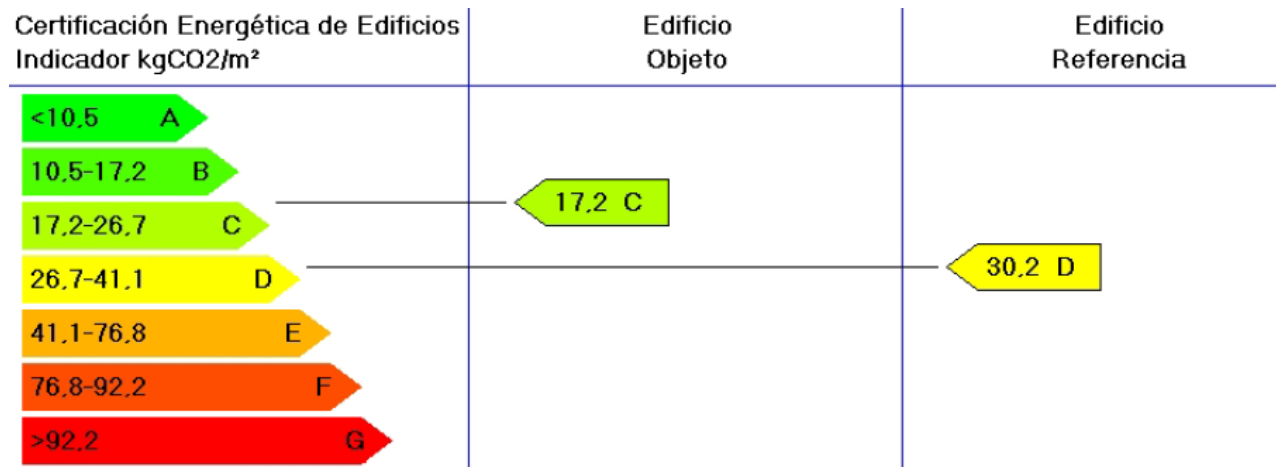 Certificación Energética de Edificios
Indicador kgCO2/m²
Edificio
Objeto
Edificio
Referencia
<10,5 A
10,5-17,2 B
17,2-26,7 C
26,7-41,1 D
41,1-76,8 E
76,8-92,2 F
>92,2 G
17,2 C
30,2 D